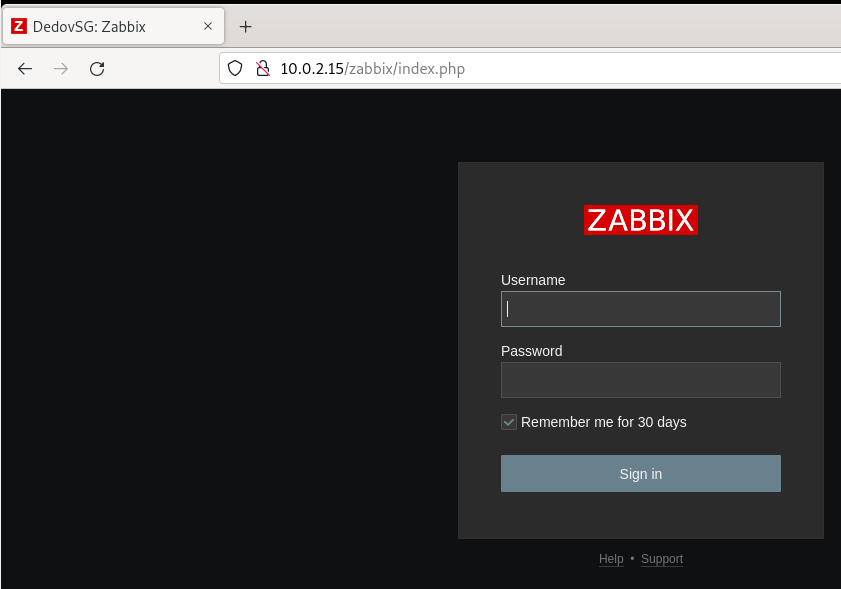 Z DedovSG: Zabbix
10.0.2.15/zabbix/index.php
ZABBIX
Username
Password
Remember me for 30 days
Sign in
Help • Support